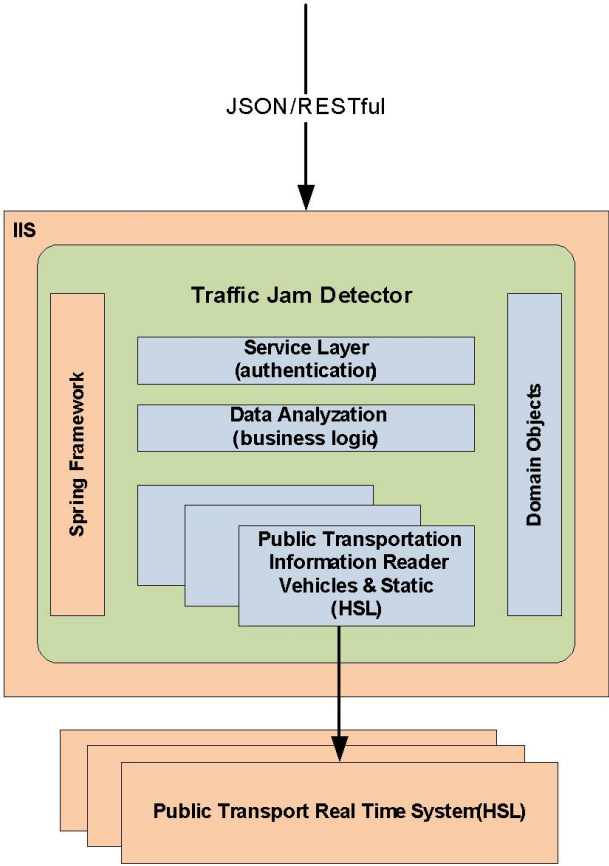 JSON/RESTful
IIS
Traffic Jam Detector
Spring Framework
Service Layer
(authentication)
Data Analyzation
(business logic)
Public Transportation
Information Reader
Vehicles & Static
(HSL)
Domain Objects
Public Transport Real Time System(HSL)